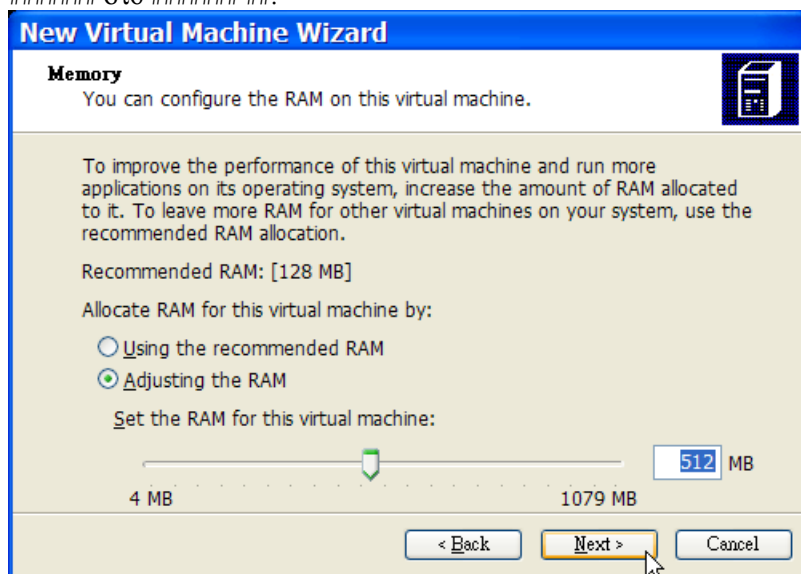 New Virtual Machine Wizard
Memory
You can configure the RAM on this virtual machine.
To improve the performance of this virtual machine and run more
applications on its operating system, increase the amount of RAM allocated
to it. To leave more RAM for other virtual machines on your system, use the
recommended RAM allocation.
Recommended RAM: [128 MB]
Allocate RAM for this virtual machine by:
Using the recommended RAM
Adjusting the RAM
Set the RAM for this virtual machine:
512 MB
4 MB 1079 MB
< Back Next > Cancel